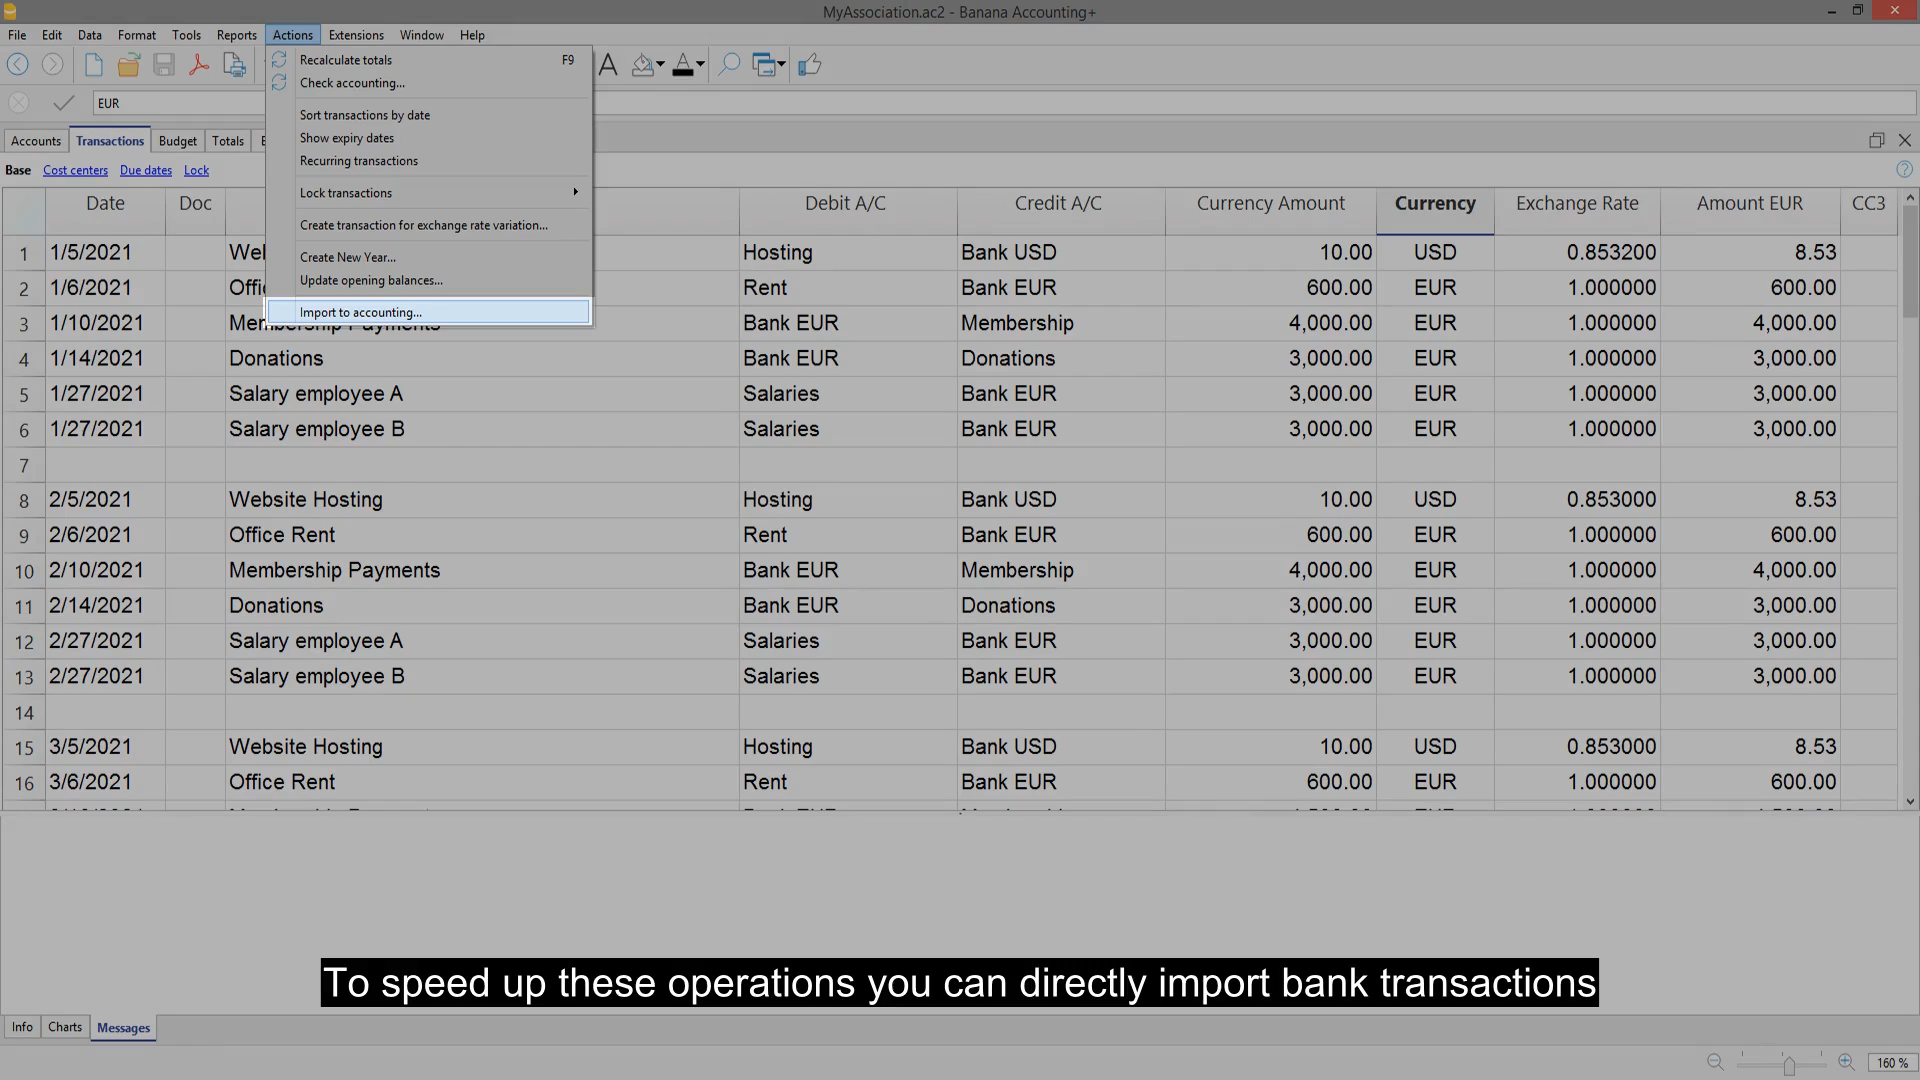 MyAssociation.ac2 - Banana Accounting+
File Edit Data Format Tools Reports Actions Extensions Window Help
Recalculate totals F9
Check accounting...
EUR
Sort transactions by date
Show expiry dates
Recurring transactions
Lock transactions
Create transaction for exchange rate variation...
Create New Year...
Update opening balances...
Import to accounting...
Accounts Transactions Budget Totals
Base Cost centers Due dates Lock
Date Doc Debit A/C Credit A/C Currency Amount Currency Exchange Rate Amount EUR CC3
1 1/5/2021 Hosting Bank USD 10.00 USD 0.853200 8.53
2 1/6/2021 Rent Bank EUR 600.00 EUR 1.000000 600.00
3 1/10/2021 Membership Payments Bank EUR Membership 4,000.00 EUR 1.000000 4,000.00
4 1/14/2021 Donations Bank EUR Donations 3,000.00 EUR 1.000000 3,000.00
5 1/27/2021 Salary employee A Salaries Bank EUR 3,000.00 EUR 1.000000 3,000.00
6 1/27/2021 Salary employee B Salaries Bank EUR 3,000.00 EUR 1.000000 3,000.00
7
8 2/5/2021 Website Hosting Hosting Bank USD 10.00 USD 0.853000 8.53
9 2/6/2021 Office Rent Rent Bank EUR 600.00 EUR 1.000000 600.00
10 2/10/2021 Membership Payments Bank EUR Membership 4,000.00 EUR 1.000000 4,000.00
11 2/14/2021 Donations Bank EUR Donations 3,000.00 EUR 1.000000 3,000.00
12 2/27/2021 Salary employee A Salaries Bank EUR 3,000.00 EUR 1.000000 3,000.00
13 2/27/2021 Salary employee B Salaries Bank EUR 3,000.00 EUR 1.000000 3,000.00
14
15 3/5/2021 Website Hosting Hosting Bank USD 10.00 USD 0.853000 8.53
16 3/6/2021 Office Rent Rent Bank EUR 600.00 EUR 1.000000 600.00
To speed up these operations you can directly import bank transactions
Info Charts Messages
160 %